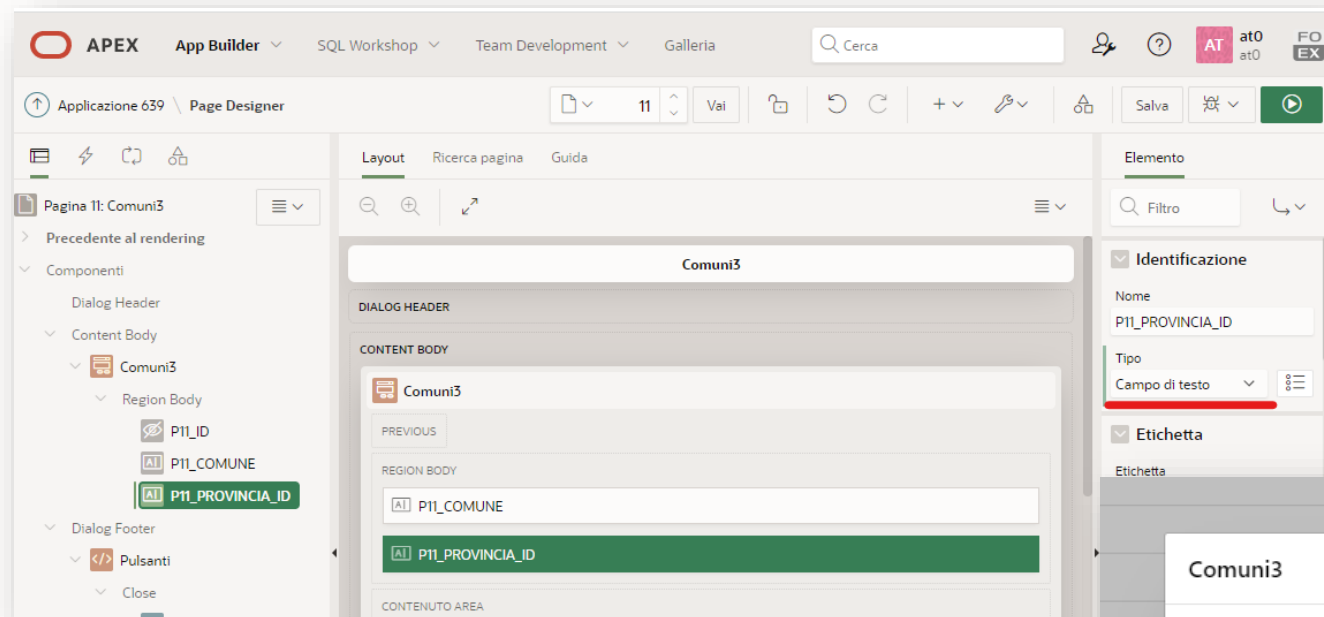 APEX App Builder SQL Workshop Team Development Galleria Cerca AT at0 FO
at0 EX
Applicazione 639 \ Page Designer 11 Vai Salva
Layout Ricerca pagina Guida Elemento
Pagina 11: Comuni3 Filtro
Precedente al rendering
Componenti Comuni3 Identificazione
Dialog Header DIALOG HEADER Nome
Content Body CONTENT BODY P11_PROVINCIA_ID
Comuni3 Comuni3 Tipo
Region Body PREVIOUS Campo di testo
P11_ID
P11_COMUNE REGION BODY Etichetta
P11_PROVINCIA_ID P11_COMUNE Etichetta
Dialog Footer P11_PROVINCIA_ID
Pulsanti Comuni3
Close CONTENUTO AREA